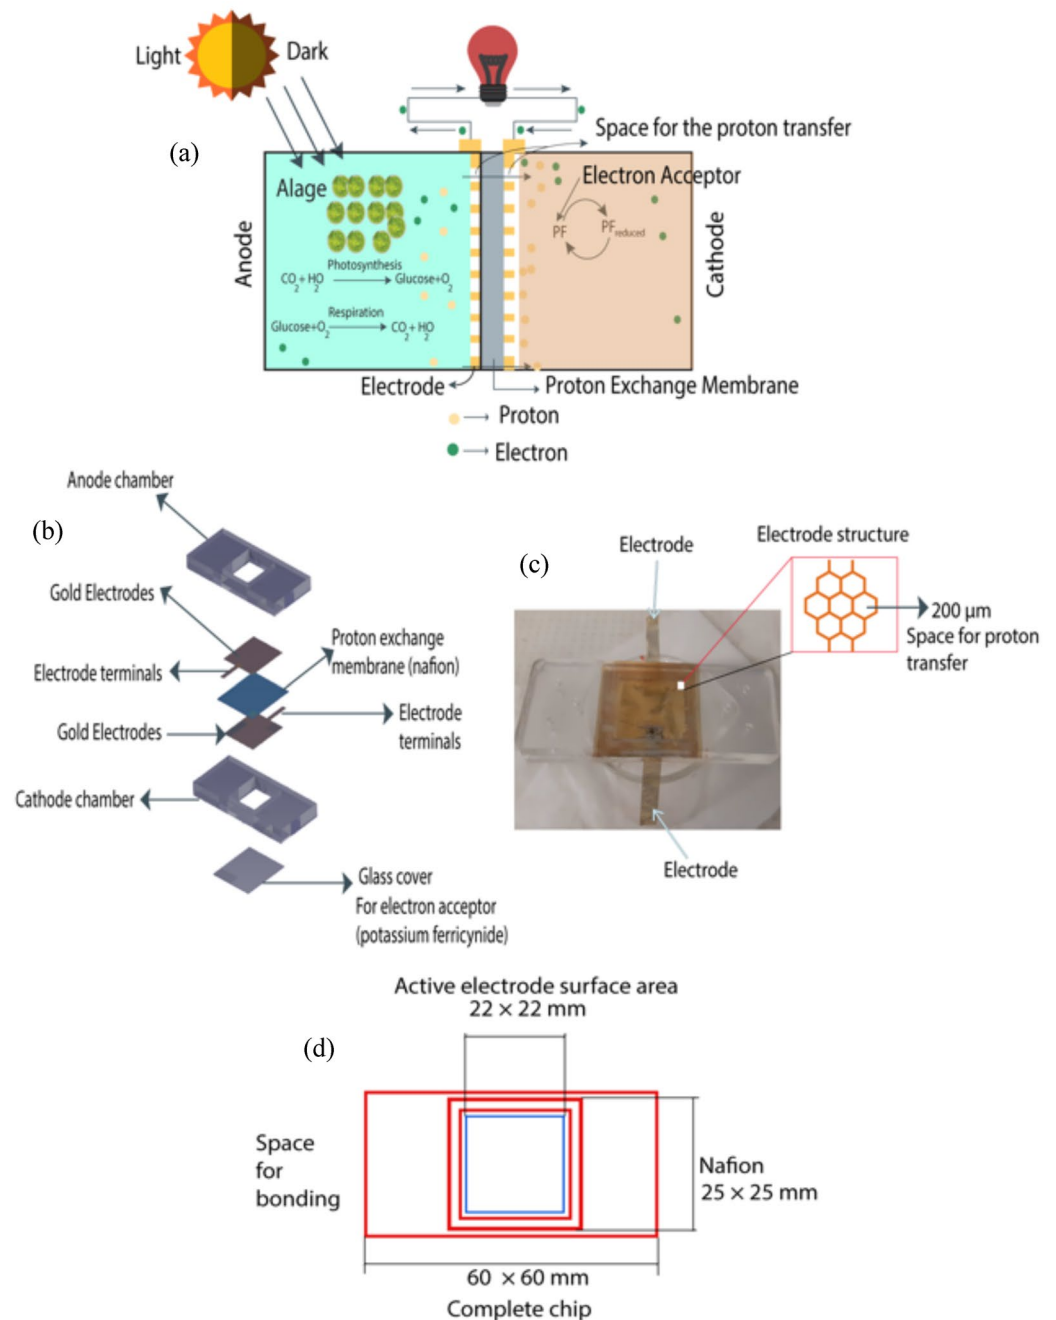 Light
Dark
(a)
Space for the proton transfer
Alage
Electron Acceptor
Anode
PF
PF reduced
Cathode
Photosynthesis
CO2 + HO2
Glucose+O2
Respiration
Glucose+O2
CO2 + HO2
Electrode
Proton Exchange Membrane
Proton
Electron
Anode chamber
(b)
Gold Electrodes
Proton exchange
membrane (nafion)
Electrode terminals
Gold Electrodes
Electrode
terminals
Cathode chamber
Glass cover
For electron acceptor
(potassium ferricynide)
(c)
Electrode
Electrode structure
200 μm
Space for proton
transfer
Electrode
Active electrode surface area
22 × 22 mm
(d)
Space
for
bonding
Nafion
25 × 25 mm
60 × 60 mm
Complete chip